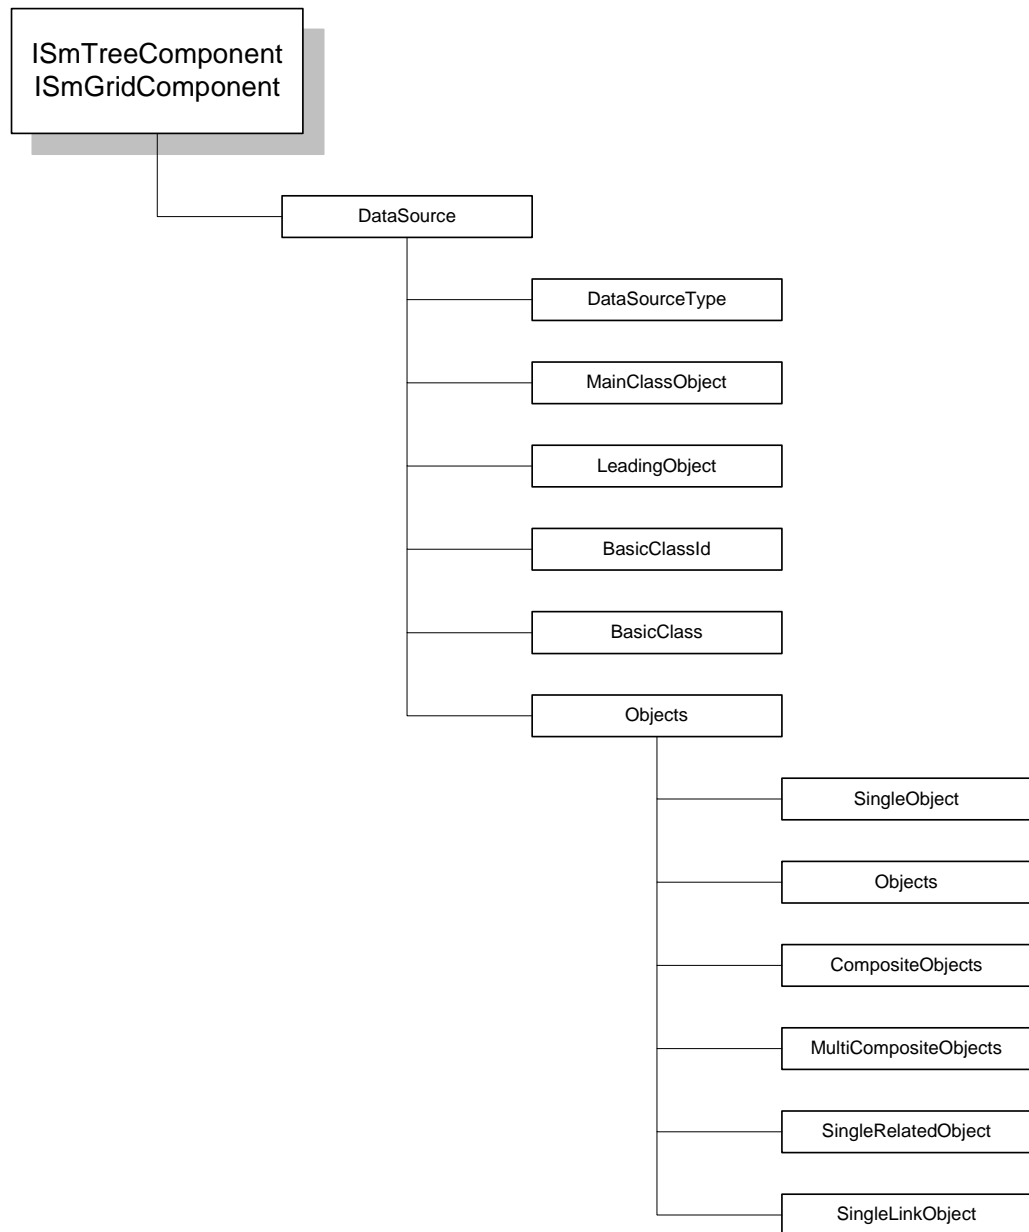 ISmTreeComponent
ISmGridComponent
DataSource
DataSourceType
MainClassObject
LeadingObject
BasicClassId
BasicClass
Objects
SingleObject
Objects
CompositeObjects
MultiCompositeObjects
SingleRelatedObject
SingleLinkObject